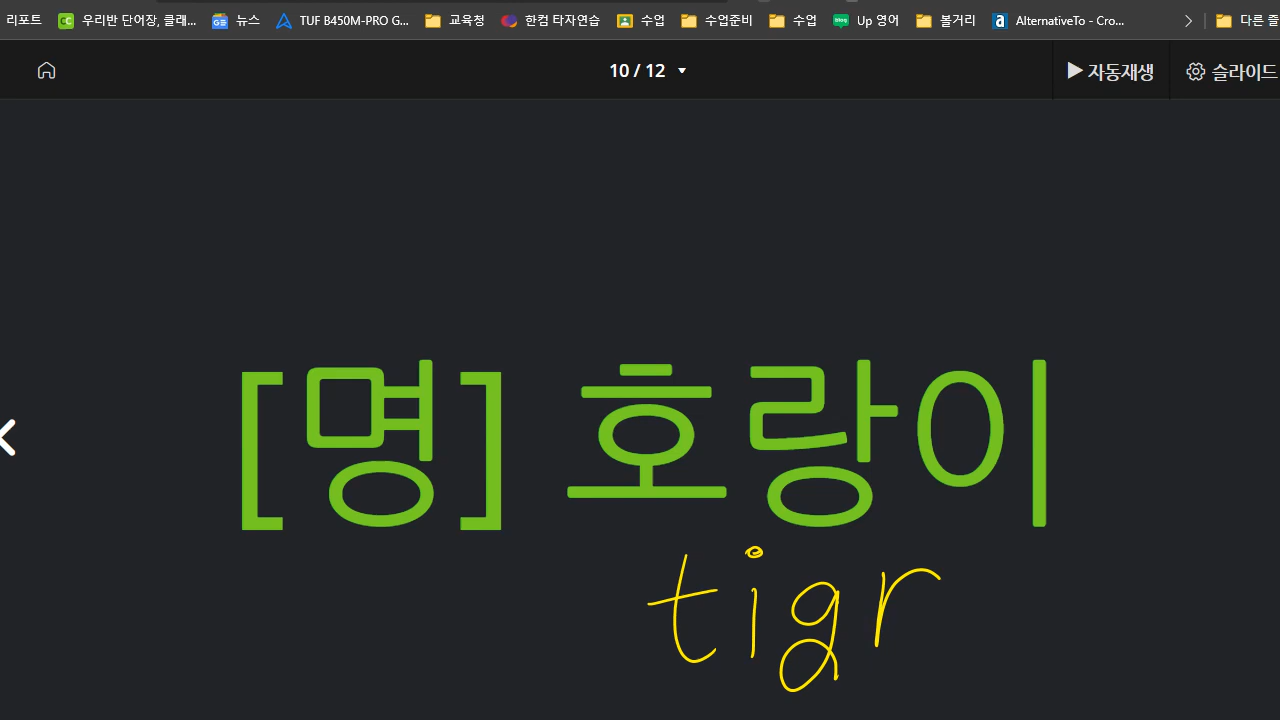 리포트 우리반 단어장, 클래... 뉴스 TUF B450M-PRO G... 교육청 한컴 타자연습 수업 수업준비 수업 Up 영어 볼거리 AlternativeTo - Cro... 다른 즐
10 / 12 자동재생 슬라이드
[명] 호랑이
tigr